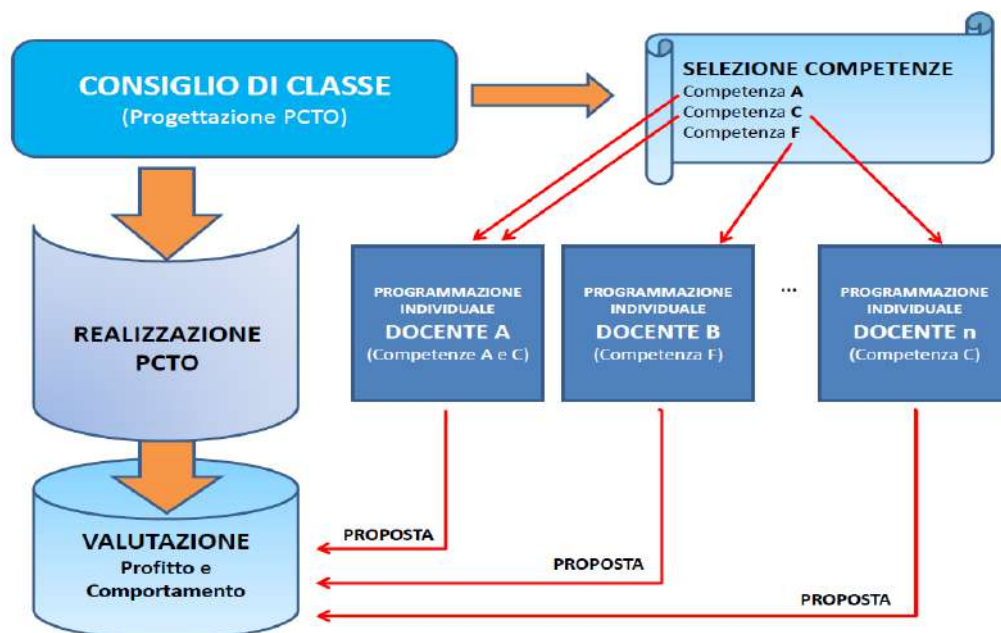 CONSIGLIO DI CLASSE
(Progettazione PCTO)
SELEZIONE COMPETENZE
Competenza A
Competenza C
Competenza F
REALIZZAZIONE
PCTO
PROGRAMMAZIONE
INDIVIDUALE
DOCENTE A
(Competenze A e C)
PROGRAMMAZIONE
INDIVIDUALE
DOCENTE B
(Competenza F)
...
PROGRAMMAZIONE
INDIVIDUALE
DOCENTE n
(Competenza C)
VALUTAZIONE
Profitto e
Comportamento
PROPOSTA
PROPOSTA
PROPOSTA